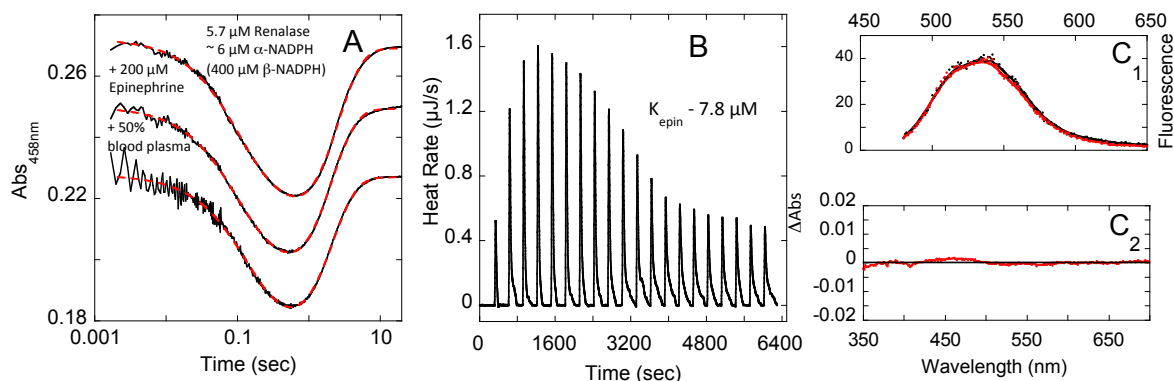 A
5.7 µM Renalase
~ 6 µM α-NADPH
(400 µM β-NADPH)
+ 200 µM
Epinephrine
+ 50%
blood plasma
Abs458nm
0.26
0.22
0.18
0.001
0.1
10
Time (sec)
B
K_epin - 7.8 µM
Heat Rate (µJ/s)
1.6
1.2
0.8
0.4
0
0
1600
3200
4800
6400
Time (sec)
450
500
550
600
650
C1
40
20
0
Fluorescence
C2
ΔAbs
0.02
0.01
0
-0.01
-0.02
350
450
550
650
Wavelength (nm)